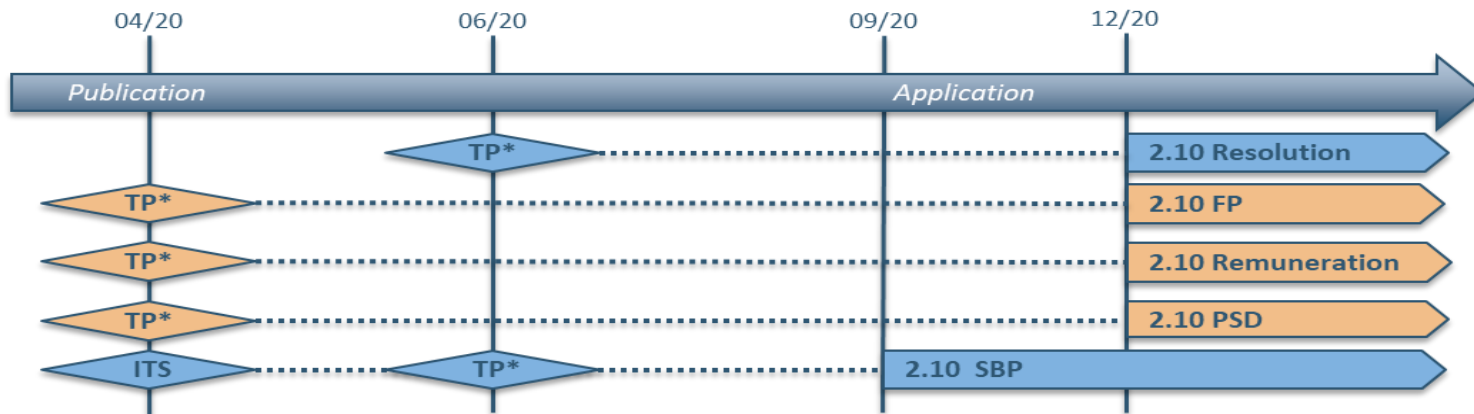 04/20 06/20 09/20 12/20
Publication Application
TP* 2.10 Resolution
TP* 2.10 FP
TP* 2.10 Remuneration
TP* 2.10 PSD
ITS TP* 2.10 SBP